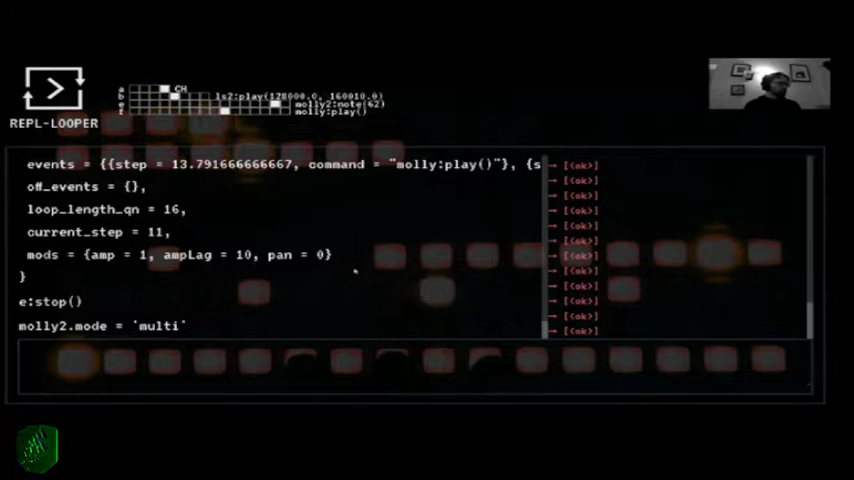 REPL-LOOPER
a CH
b ls2:play(128000.0, 160010.0)
e molly2:note(62)
f molly:play()
events = {{step = 13.791666666667, command = "molly:play()"}, {s
off_events = {},
loop_length_qn = 16,
current_step = 11,
mods = {amp = 1, ampLag = 10, pan = 0}
}
e:stop()
molly2.mode = 'multi'
→ [(<ok>]
→ [(<ok>]
→ [(<ok>]
→ [(<ok>]
→ [(<ok>]
→ [(<ok>]
→ [(<ok>]
→ [(<ok>]
→ [(<ok>]
→ [(<ok>]
→ [(<ok>]
→ [(<ok>]